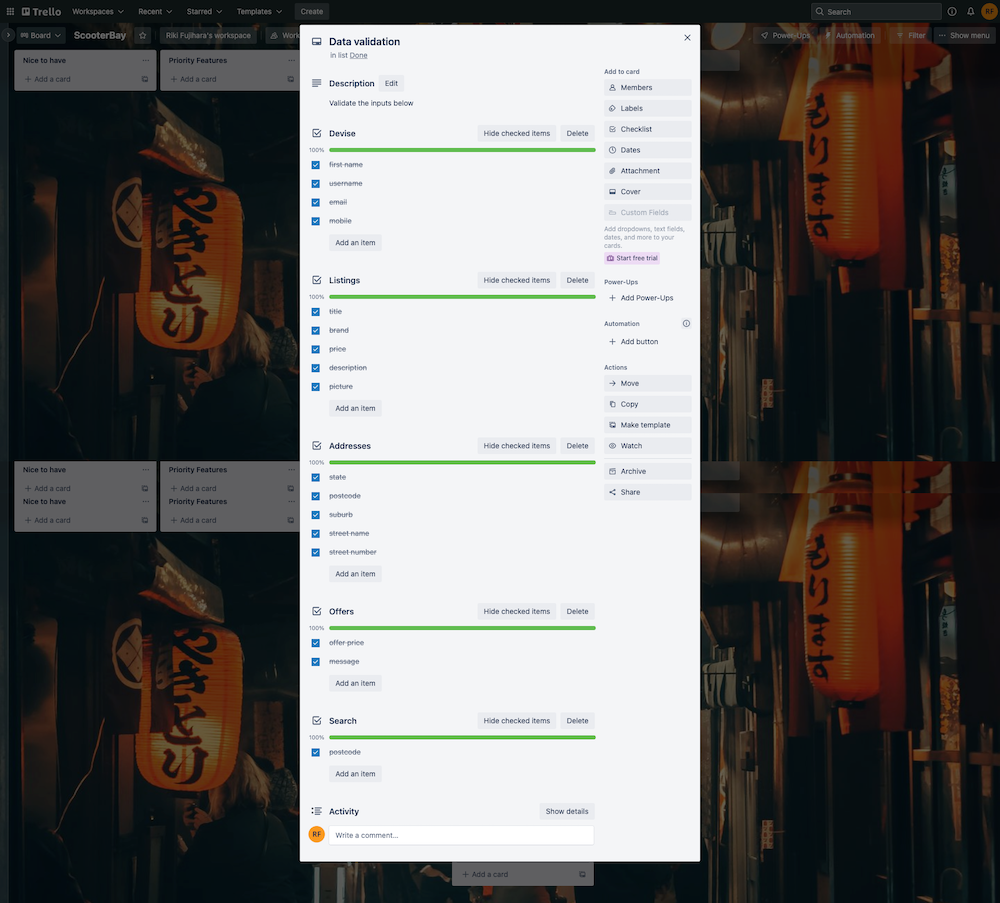 Trello
Workspaces
Recent
Starred
Templates
Create
Search
RF
Board
ScooterBay
Riki Fujihara's workspace
Work
Power-Ups
Automation
Filter
Show menu
Nice to have
Add a card
Priority Features
Add a card
Data validation
in list Done
Description
Edit
Validate the inputs below
Devise
Hide checked items
Delete
100%
first name
username
email
mobile
Add an item
Listings
Hide checked items
Delete
100%
title
brand
price
description
picture
Add an item
Addresses
Hide checked items
Delete
100%
state
postcode
suburb
street name
street number
Add an item
Offers
Hide checked items
Delete
100%
offer price
message
Add an item
Search
Hide checked items
Delete
100%
postcode
Add an item
Activity
Show details
RF
Write a comment...
Add to card
Members
Labels
Checklist
Dates
Attachment
Cover
Custom Fields
Add dropdowns, text fields,
dates, and more to your
cards.
Start free trial
Power-Ups
Add Power-Ups
Automation
Add button
Actions
Move
Copy
Make template
Watch
Archive
Share
やきとり
もります
Nice to have
Add a card
Priority Features
Add a card
Nice to have
Add a card
Priority Features
Add a card
やきとり
もります
Add a card